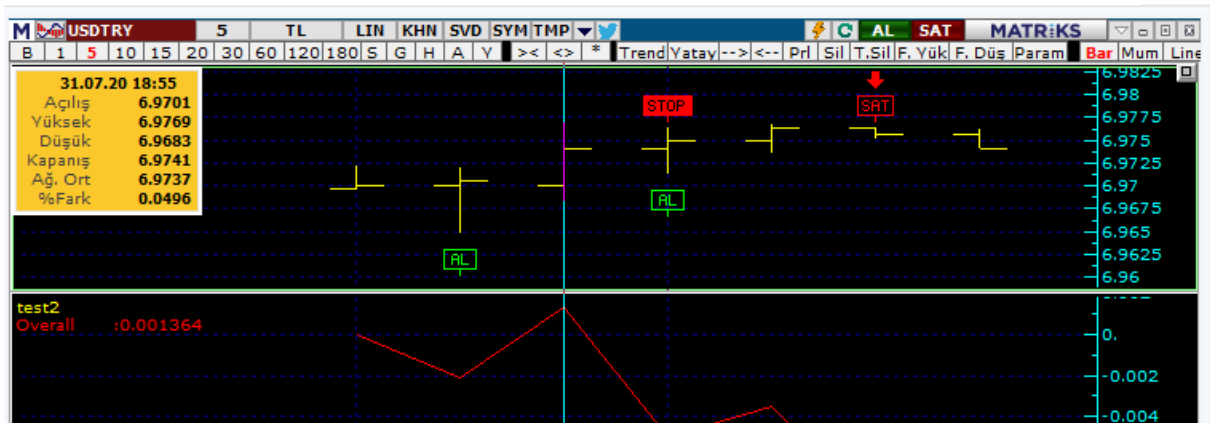 M USDTRY 5 TL LIN KHN SVD SYM TMP AL SAT MATRiKS
B 1 5 10 15 20 30 60 120 180 S G H A Y >< <> * Trend Yatay --> <-- Prl Sil T.Sil F. Yük F. Düş Param Bar Mum Line
31.07.20 18:55
Açılış 6.9701
Yüksek 6.9769
Düşük 6.9683
Kapanış 6.9741
Ağ. Ort 6.9737
%Fark 0.0496
STOP
SAT
AL
AL
6.9825
6.98
6.9775
6.975
6.9725
6.97
6.9675
6.965
6.9625
6.96
test2
Overall :0.001364
0.
-0.002
-0.004